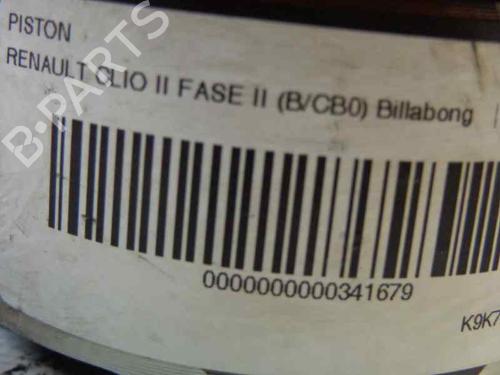 PISTON
RENAULT CLIO II FASE II (B/CB0) Billabong
B-PARTS
0000000000341679
K9K7